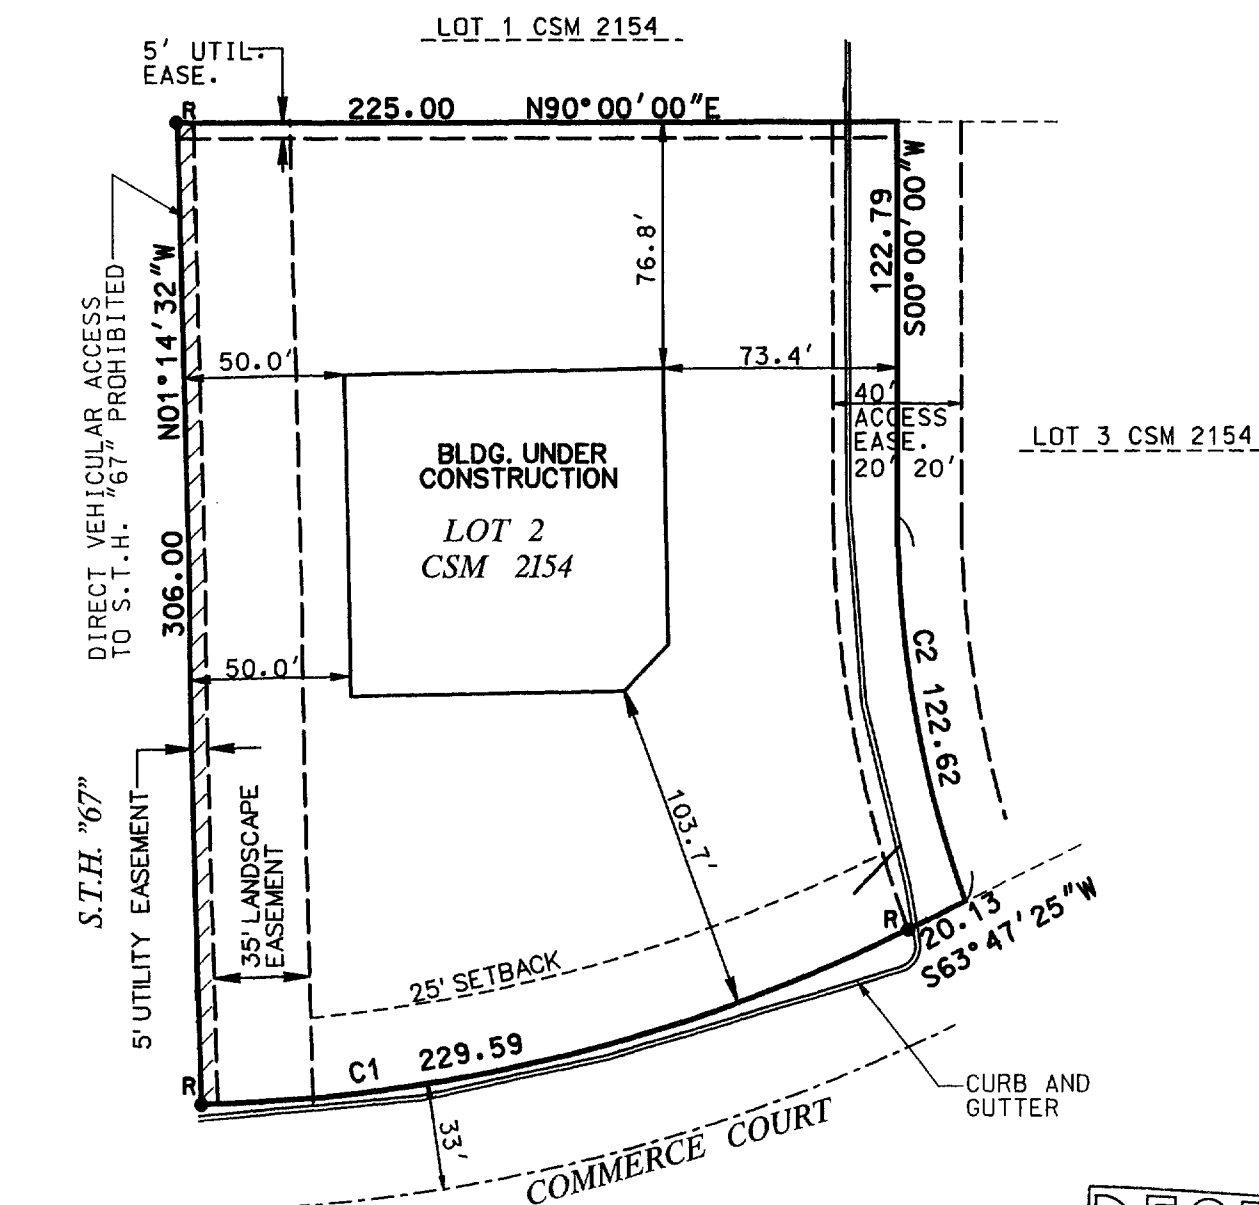 LOT 1 CSM 2154
5' UTIL.
EASE.
R
225.00 N90°00'00"E
122.79
S00°00'00"W
76.8'
DIRECT VEHICULAR ACCESS
TO S.T.H. "67" PROHIBITED
N01°14'32"W
306.00
50.0'
73.4'
40'
ACCESS
EASE.
20' 20'
LOT 3 CSM 2154
BLDG. UNDER
CONSTRUCTION
LOT 2
CSM 2154
50.0'
C2 122.62
S.T.H. "67"
5' UTILITY EASEMENT
35' LANDSCAPE
EASEMENT
103.7'
25' SETBACK
R
20.13
S63°47'25"W
R
C1 229.59
33'
COMMERCE COURT
CURB AND
GUTTER